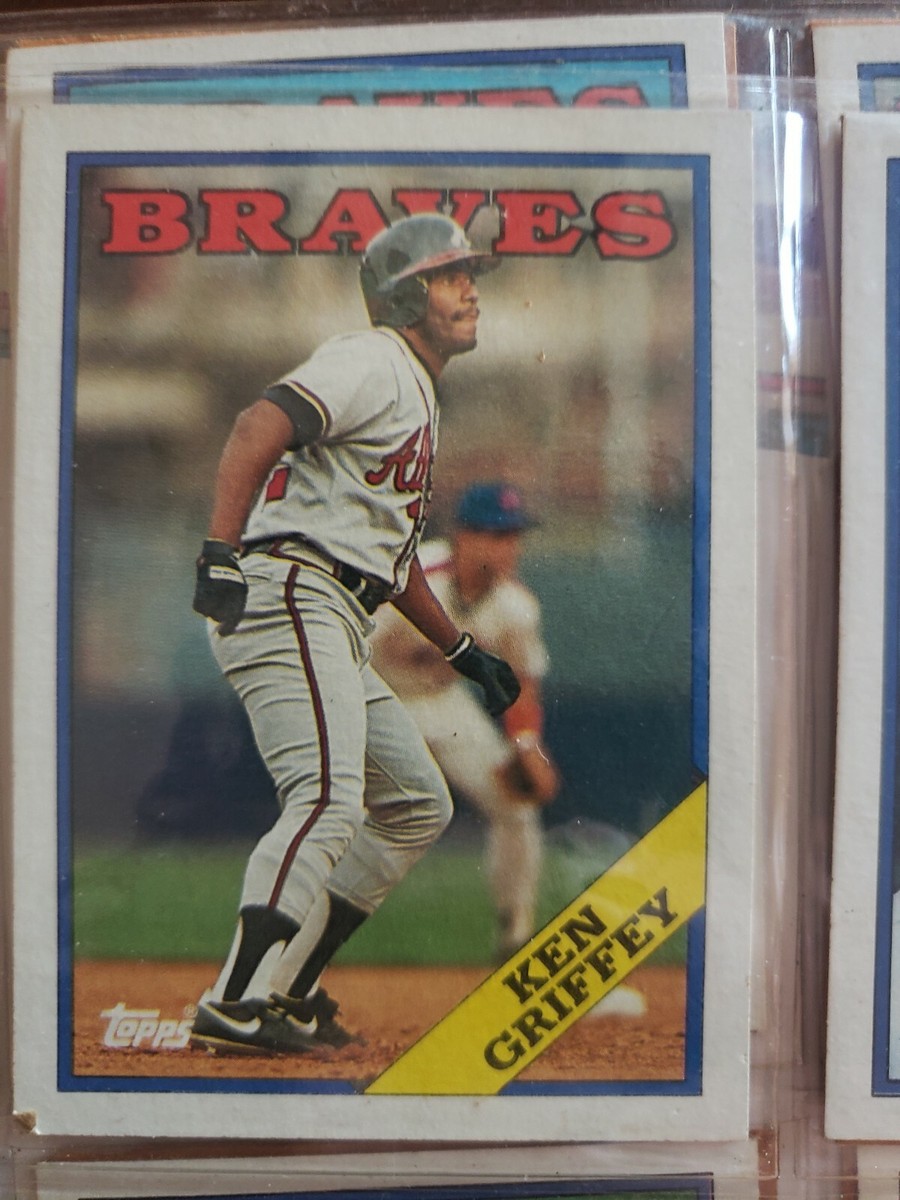 BRAVES
KEN
GRIFFEY
topps®